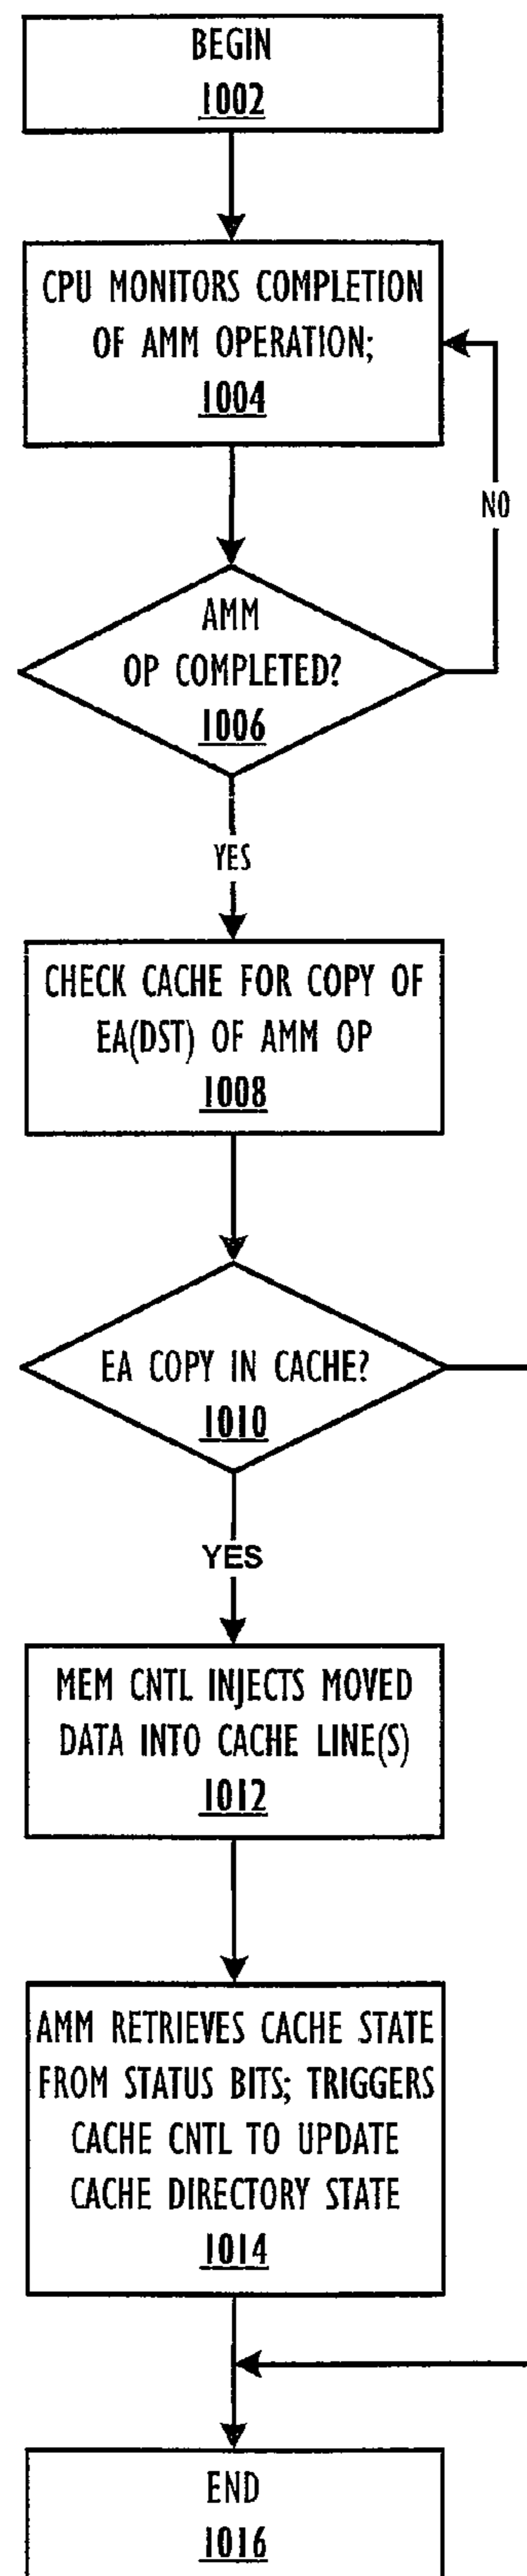 BEGIN
1002
CPU MONITORS COMPLETION
OF AMM OPERATION;
1004
NO
AMM
OP COMPLETED?
1006
YES
CHECK CACHE FOR COPY OF
EA(DST) OF AMM OP
1008
EA COPY IN CACHE?
1010
YES
MEM CNTL INJECTS MOVED
DATA INTO CACHE LINE(S)
1012
AMM RETRIEVES CACHE STATE
FROM STATUS BITS; TRIGGERS
CACHE CNTL TO UPDATE
CACHE DIRECTORY STATE
1014
END
1016